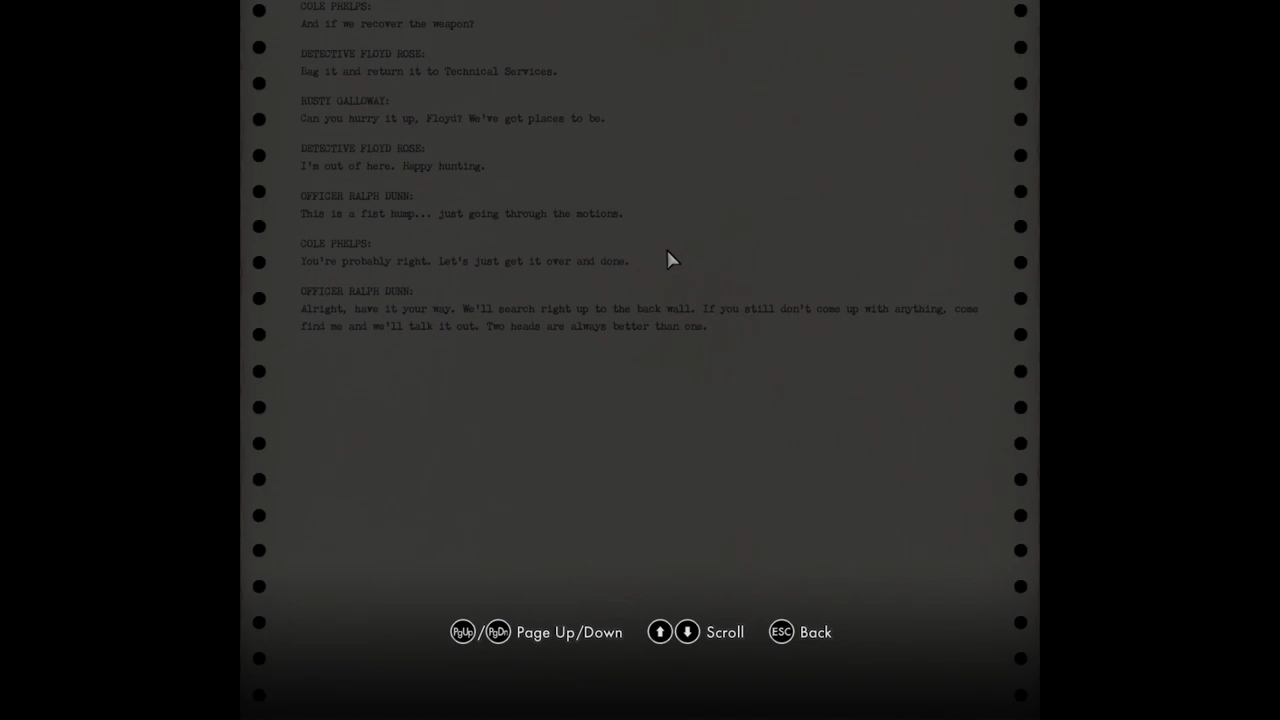 COLE PHELPS:
And if we recover the weapon?
DETECTIVE FLOYD ROSE:
Bag it and return it to Technical Services.
RUSTY GALLOWAY:
Can you hurry it up, Floyd? We've got places to be.
DETECTIVE FLOYD ROSE:
I'm out of here. Happy hunting.
OFFICER RALPH DUNN:
This is a fist hump... just going through the motions.
COLE PHELPS:
You're probably right. Let's just get it over and done.
OFFICER RALPH DUNN:
Alright, have it your way. We'll search right up to the back wall. If you still don't come up with anything, come
find me and we'll talk it out. Two heads are always better than one.
PgUp/PgDn Page Up/Down Scroll ESC Back